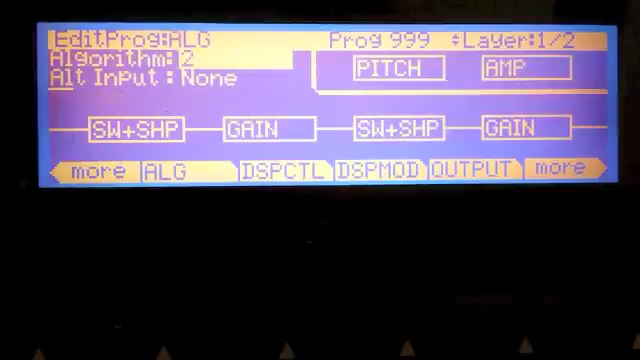 EditProg:ALG Prog 999 Layer:1/2
Algorithm:2 PITCH AMP
Alt Input :None
SW+SHP GAIN SW+SHP GAIN
more ALG DSPCTL DSPMOD OUTPUT more